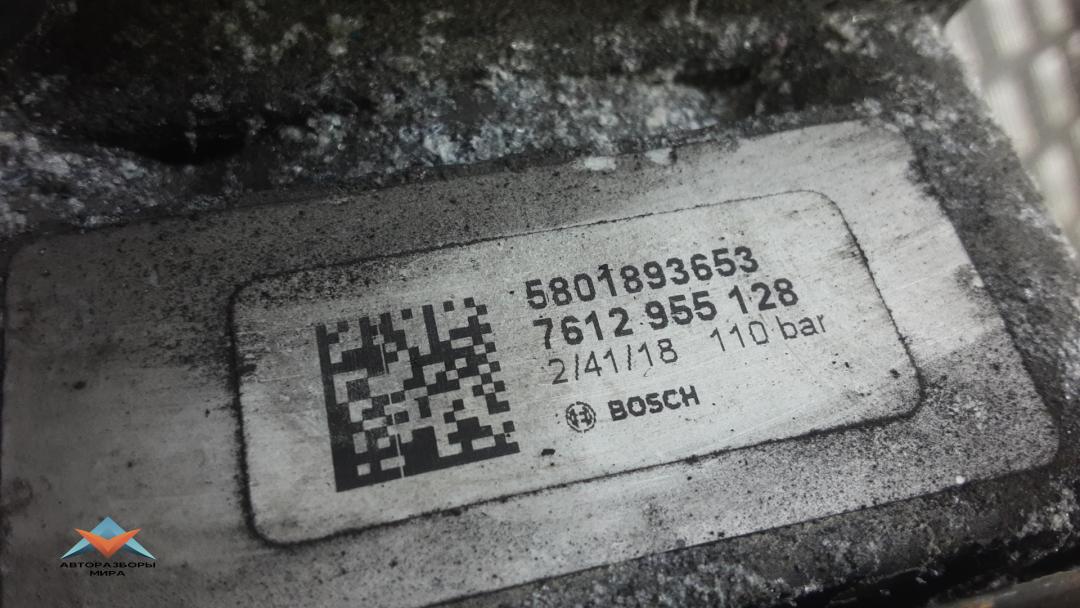 5801893653
7612 955 128
2/41/18 110 bar
BOSCH
АВТОРАЗБОРЫ
МИРА